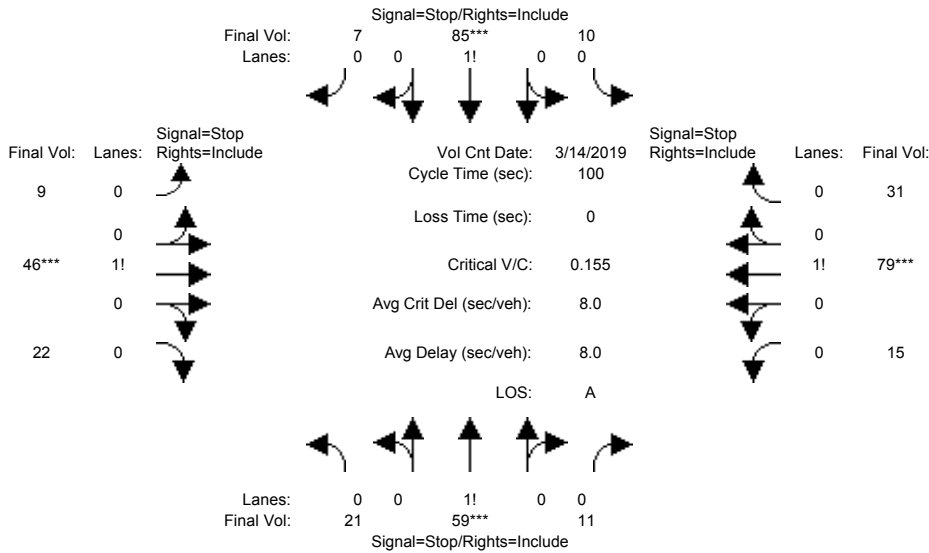 Signal=Stop/Rights=Include
Final Vol: 7 85*** 10
Lanes: 0 0 1! 0 0
Signal=Stop Signal=Stop
Final Vol: Lanes: Rights=Include Vol Cnt Date: 3/14/2019 Rights=Include Lanes: Final Vol:
Cycle Time (sec): 100
9 0 0 31
Loss Time (sec): 0
0 0
46*** 1! Critical V/C: 0.155 1! 79***
0 Avg Crit Del (sec/veh): 8.0 0
22 0 Avg Delay (sec/veh): 8.0 0 15
LOS: A
Lanes: 0 0 1! 0 0
Final Vol: 21 59*** 11
Signal=Stop/Rights=Include